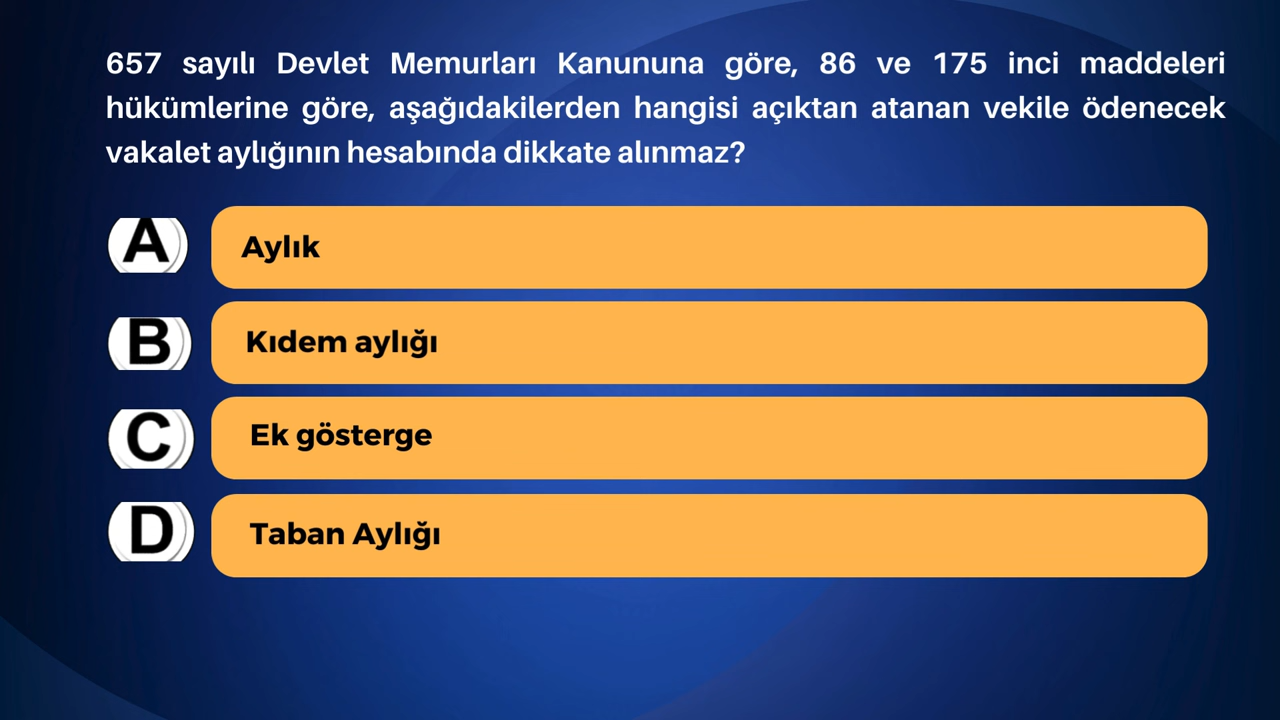 657 sayılı Devlet Memurları Kanununa göre, 86 ve 175 inci maddeleri
hükümlerine göre, aşağıdakilerden hangisi açıktan atanan vekile ödenecek
vakalet aylığının hesabında dikkate alınmaz?
A Aylık
B Kıdem aylığı
C Ek gösterge
D Taban Aylığı